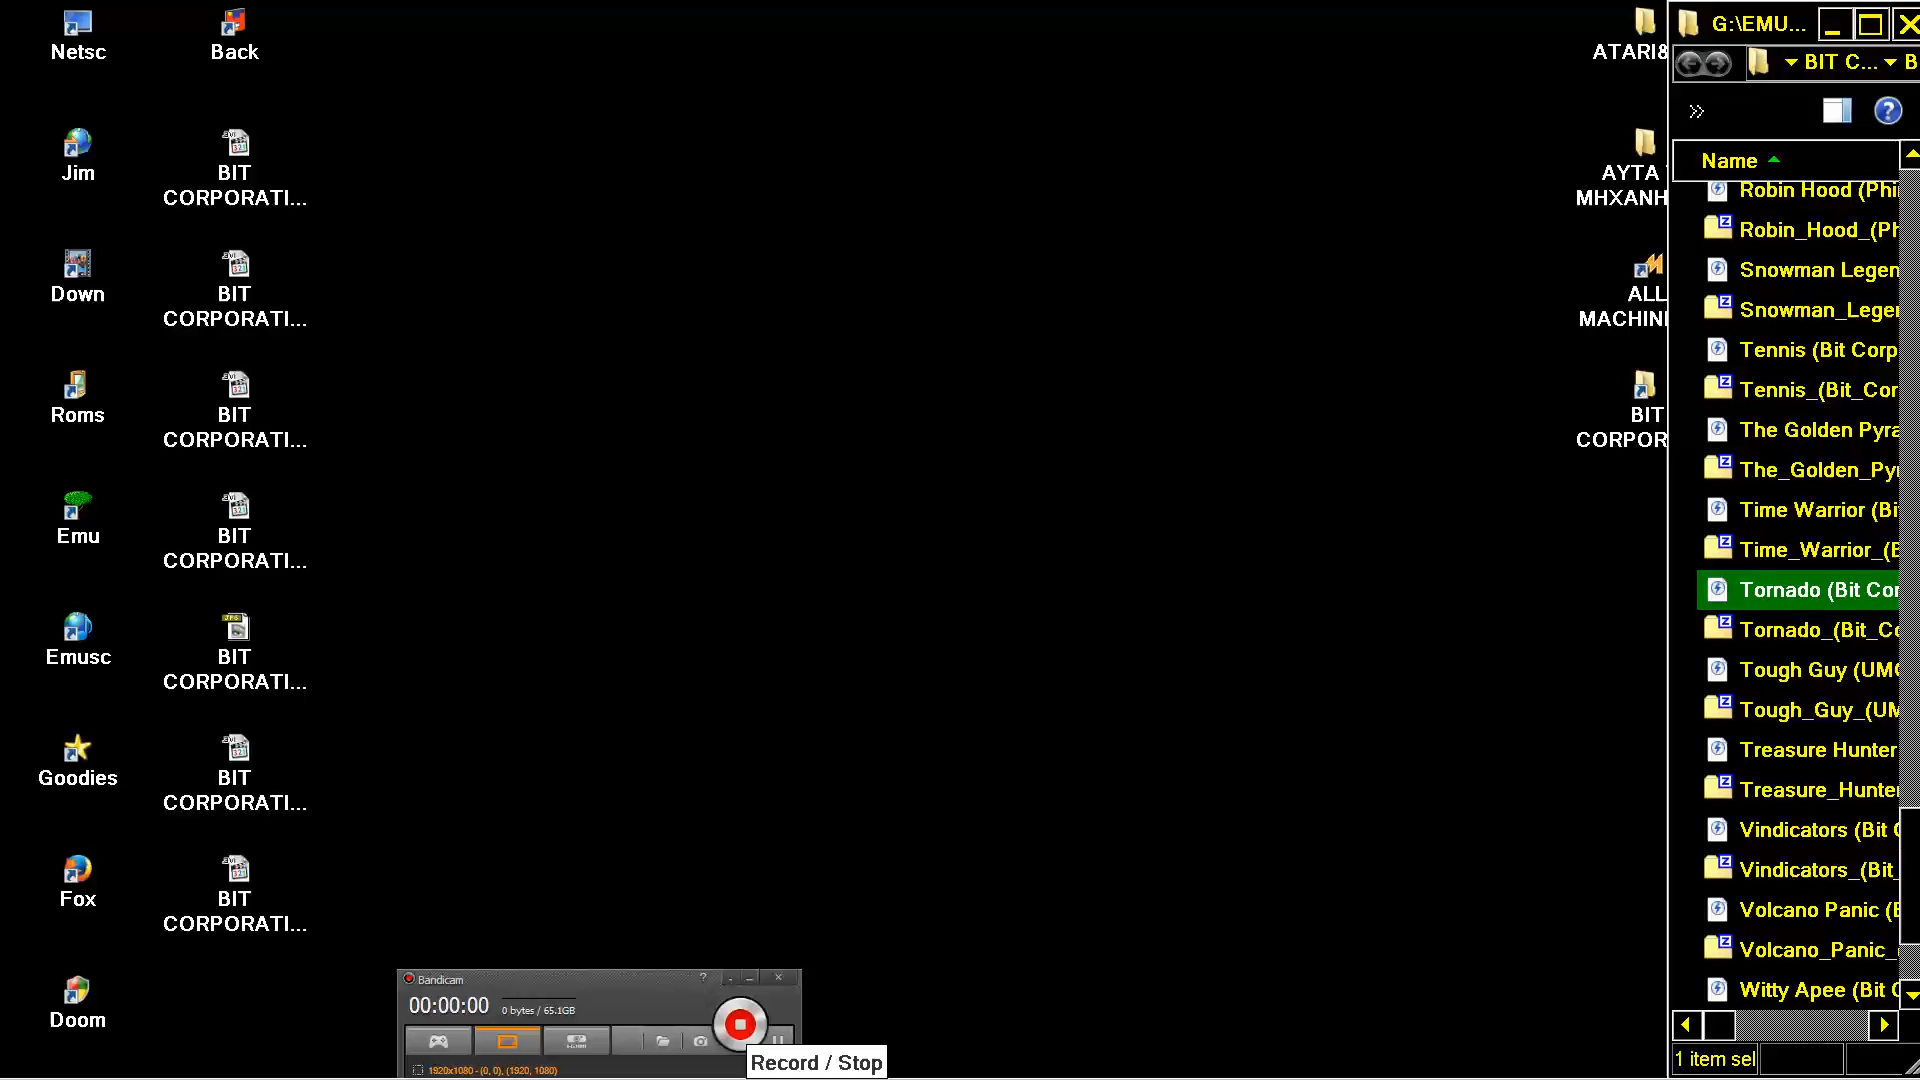 Netsc
Back
ATARI8
Jim
BIT
CORPORATI...
AYTA
MHXANH
Down
BIT
CORPORATI...
ALL
MACHIN
Roms
BIT
CORPORATI...
BIT
CORPOR
Emu
BIT
CORPORATI...
Emusc
BIT
CORPORATI...
Goodies
BIT
CORPORATI...
Fox
BIT
CORPORATI...
Doom
G:\EMU...
BIT C... B
Name
Robin Hood (Phi
Robin_Hood_(Ph
Snowman Legen
Snowman_Leger
Tennis (Bit Corp
Tennis_(Bit_Cor
The Golden Pyra
The_Golden_Pyr
Time Warrior (Bi
Time_Warrior_(B
Tornado (Bit Cor
Tornado_(Bit_Co
Tough Guy (UMC
Tough_Guy_(UM
Treasure Hunter
Treasure_Hunter
Vindicators (Bit C
Vindicators_(Bit_
Volcano Panic (B
Volcano_Panic_
Witty Apee (Bit C
1 item sel
Bandicam
00:00:00
0 bytes / 65.1GB
1920x1080 - (0, 0), (1920, 1080)
Record / Stop